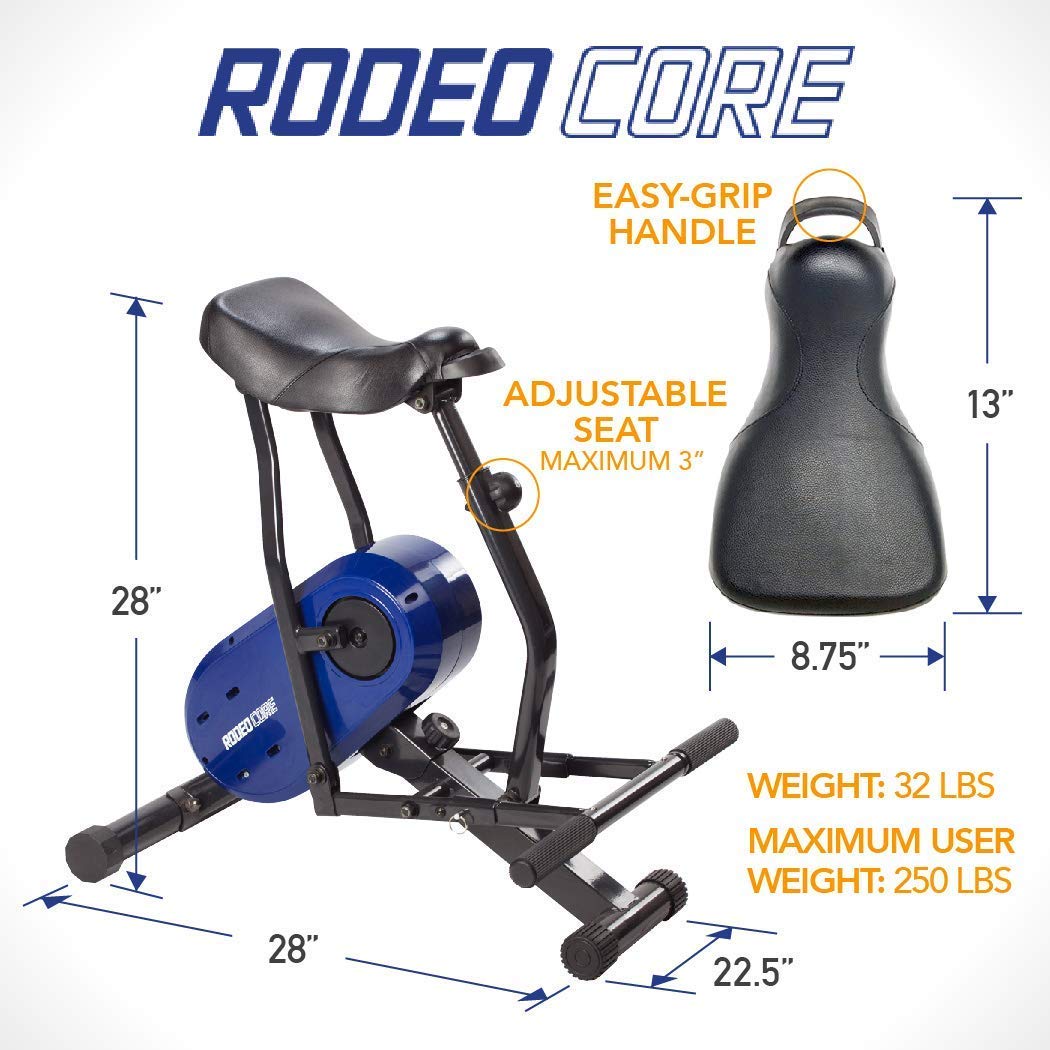 RODEO CORE
EASY-GRIP
HANDLE
ADJUSTABLE
SEAT
MAXIMUM 3”
13”
28”
8.75”
RODEO CORE
WEIGHT: 32 LBS
MAXIMUM USER
WEIGHT: 250 LBS
28”
22.5”